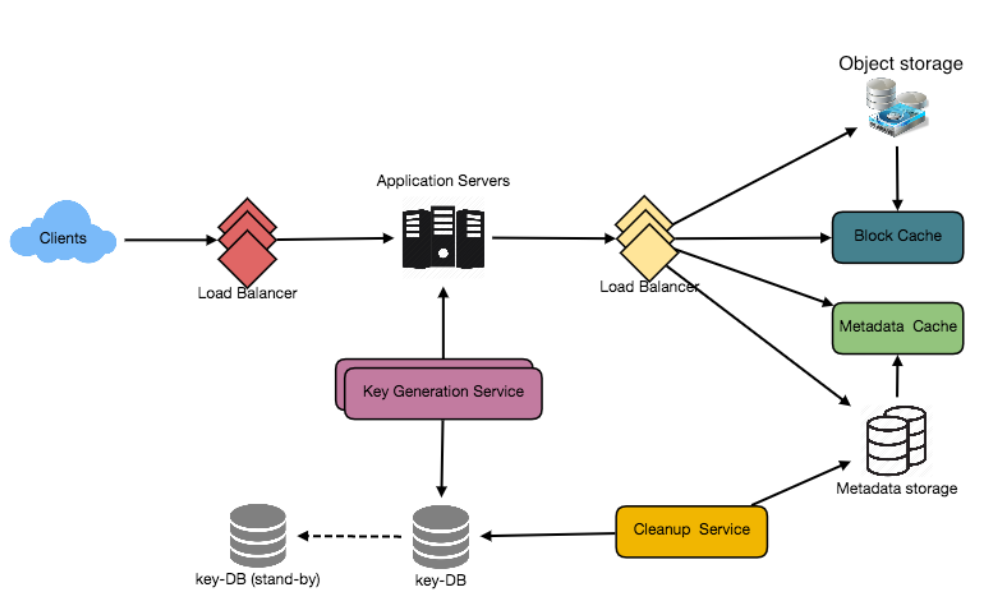 Object storage
Application Servers
Clients
Block Cache
Load Balancer
Load Balancer
Metadata  Cache
Key Generation Service
Metadata storage
Cleanup  Service
key-DB (stand-by)
key-DB